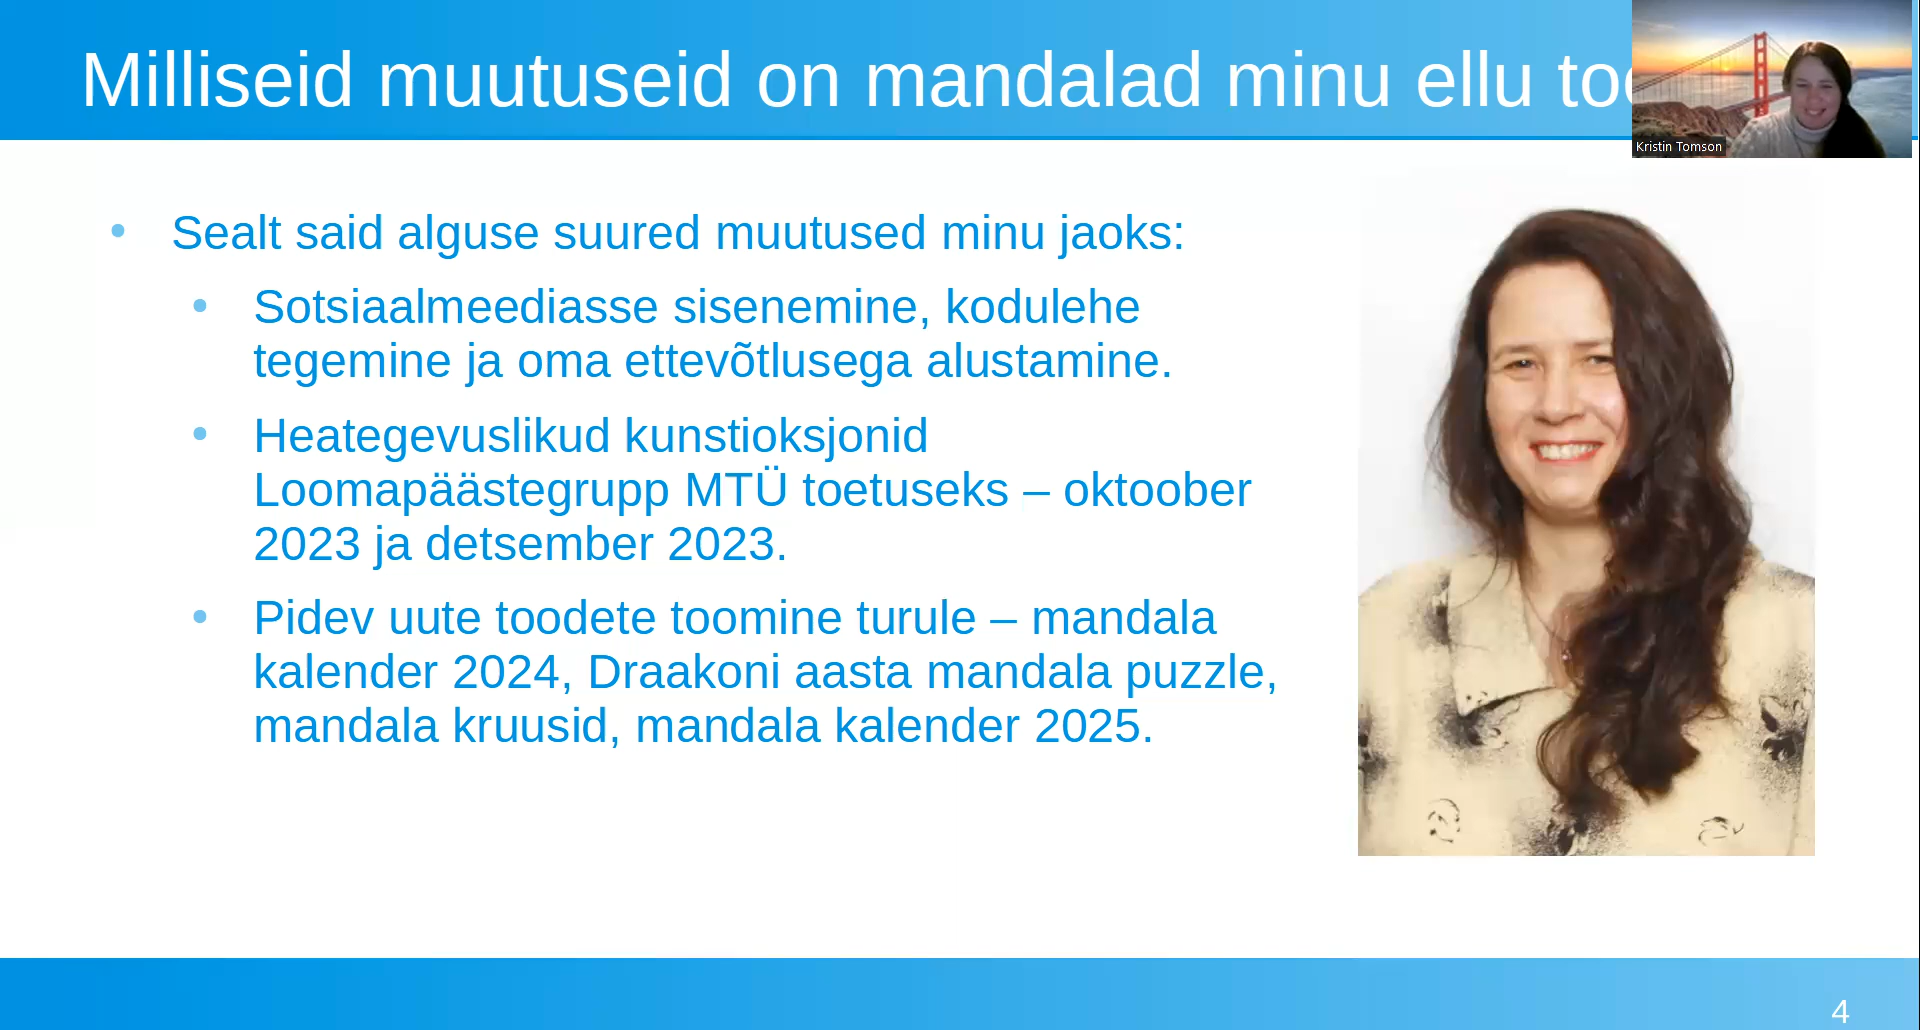 Milliseid muutuseid on mandalad minu ellu
Kristin Tomson
Sealt said alguse suured muutused minu jaoks:
Sotsiaalmeediasse sisenemine, kodulehe
tegemine ja oma ettevõtlusega alustamine.
Heategevuslikud kunstioksjonid
Loomapäästegrupp MTÜ toetuseks – oktoober
2023 ja detsember 2023.
Pidev uute toodete toomine turule – mandala
kalender 2024, Draakoni aasta mandala puzzle,
mandala kruusid, mandala kalender 2025.
4